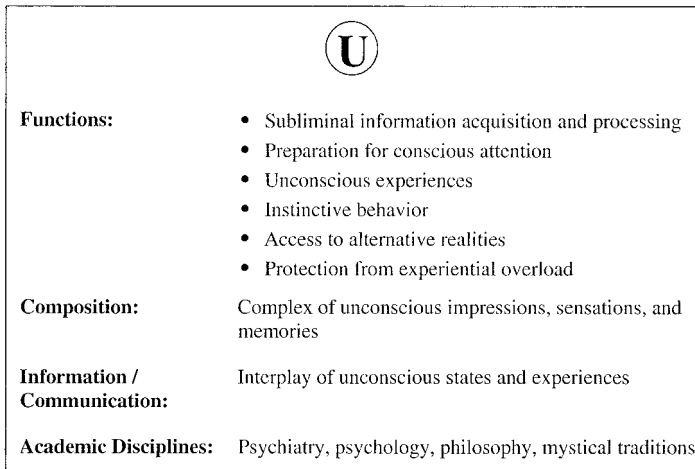 U
Functions: • Subliminal information acquisition and processing
• Preparation for conscious attention
• Unconscious experiences
• Instinctive behavior
• Access to alternative realities
• Protection from experiential overload
Composition: Complex of unconscious impressions, sensations, and
memories
Information / Interplay of unconscious states and experiences
Communication:
Academic Disciplines: Psychiatry, psychology, philosophy, mystical traditions